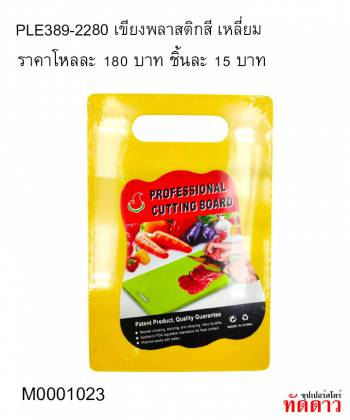 PLE389-2280 เขียงพลาสติกสี เหลี่ยม
ราคาโหลละ 180 บาท ชิ้นละ 15 บาท
PROFESSIONAL
CUTTING BOARD
Patent Product, Quality Guarantee
MADE IN CHINA
M0001023
ซุปเปอร์สโตร์
ทัดดาว